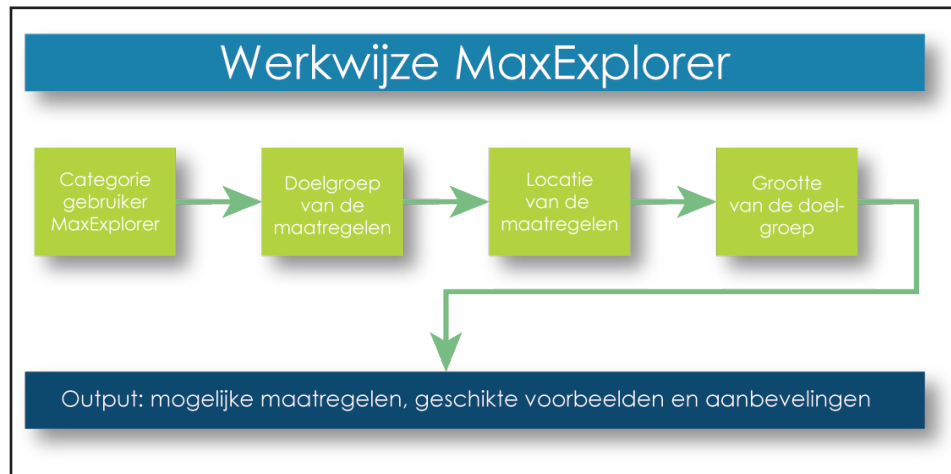 Werkwijze MaxExplorer
Categorie
gebruiker
MaxExplorer
Doelgroep
van de
maatregelen
Locatie
van de
maatregelen
Grootte
van de doel-
groep
Output: mogelijke maatregelen, geschikte voorbeelden en aanbevelingen